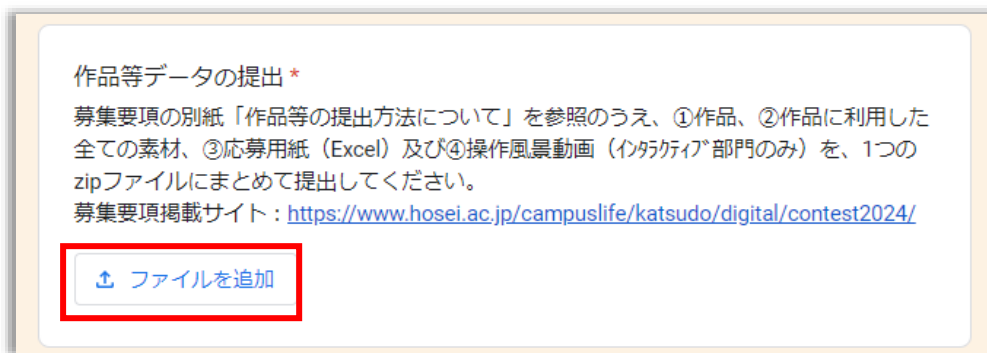 作品等データの提出 *
募集要項の別紙「作品等の提出方法について」を参照のうえ、①作品、②作品に利用した
全ての素材、③応募用紙（Excel）及び④操作風景動画（ｲﾝﾀﾗｸﾃｨﾌﾞ部門のみ）を、1つの
zipファイルにまとめて提出してください。
募集要項掲載サイト：https://www.hosei.ac.jp/campuslife/katsudo/digital/contest2024/
ファイルを追加